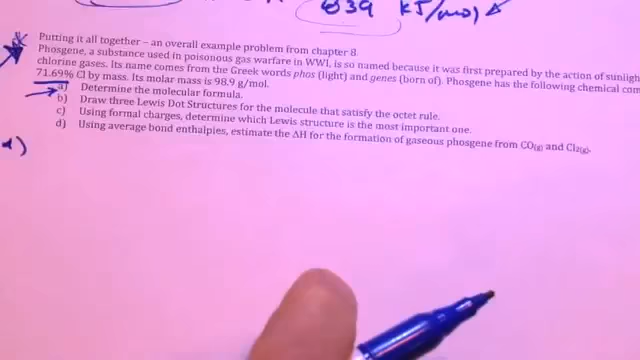 839 kJ/mol
Putting it all together – an overall example problem from chapter 8.
Phosgene, a substance used in poisonous gas warfare in WWI, is so named because it was first prepared by the action of sunligh
chlorine gases. Its name comes from the Greek words phos (light) and genes (born of). Phosgene has the following chemical com
71.69% Cl by mass. Its molar mass is 98.9 g/mol.
a) Determine the molecular formula.
b) Draw three Lewis Dot Structures for the molecule that satisfy the octet rule.
c) Using formal charges, determine which Lewis structure is the most important one.
d) Using average bond enthalpies, estimate the ΔH for the formation of gaseous phosgene from CO(g) and Cl2(g).
a)